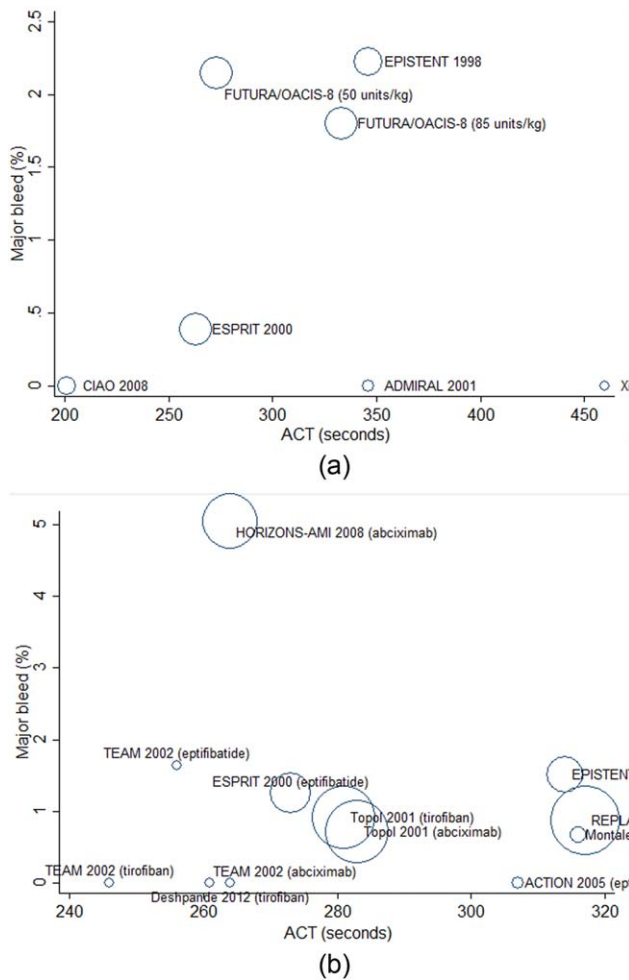 2.5
2
1.5
1
.5
0
Major bleed (%)
EPISTENT 1998
FUTURA/OACIS-8 (50 units/kg)
FUTURA/OACIS-8 (85 units/kg)
ESPRIT 2000
CIAO 2008
ADMIRAL 2001
200
300
350
400
450
ACT (seconds)
(a)
5
4
3
2
1
0
Major bleed (%)
HORIZONS-AMI 2008 (abciximab)
TEAM 2002 (eptifibatide)
ESPRIT 2000 (eptifibatide)
EPISTENT
Topol 2001 (tirofiban)
REPLA
Topol 2001 (abciximab)
Montale
TEAM 2002 (tirofiban)
TEAM 2002 (abciximab)
ACTION 2005 (ept
Deshpande 2012 (tirofiban)
240
260
280
300
320
ACT (seconds)
(b)